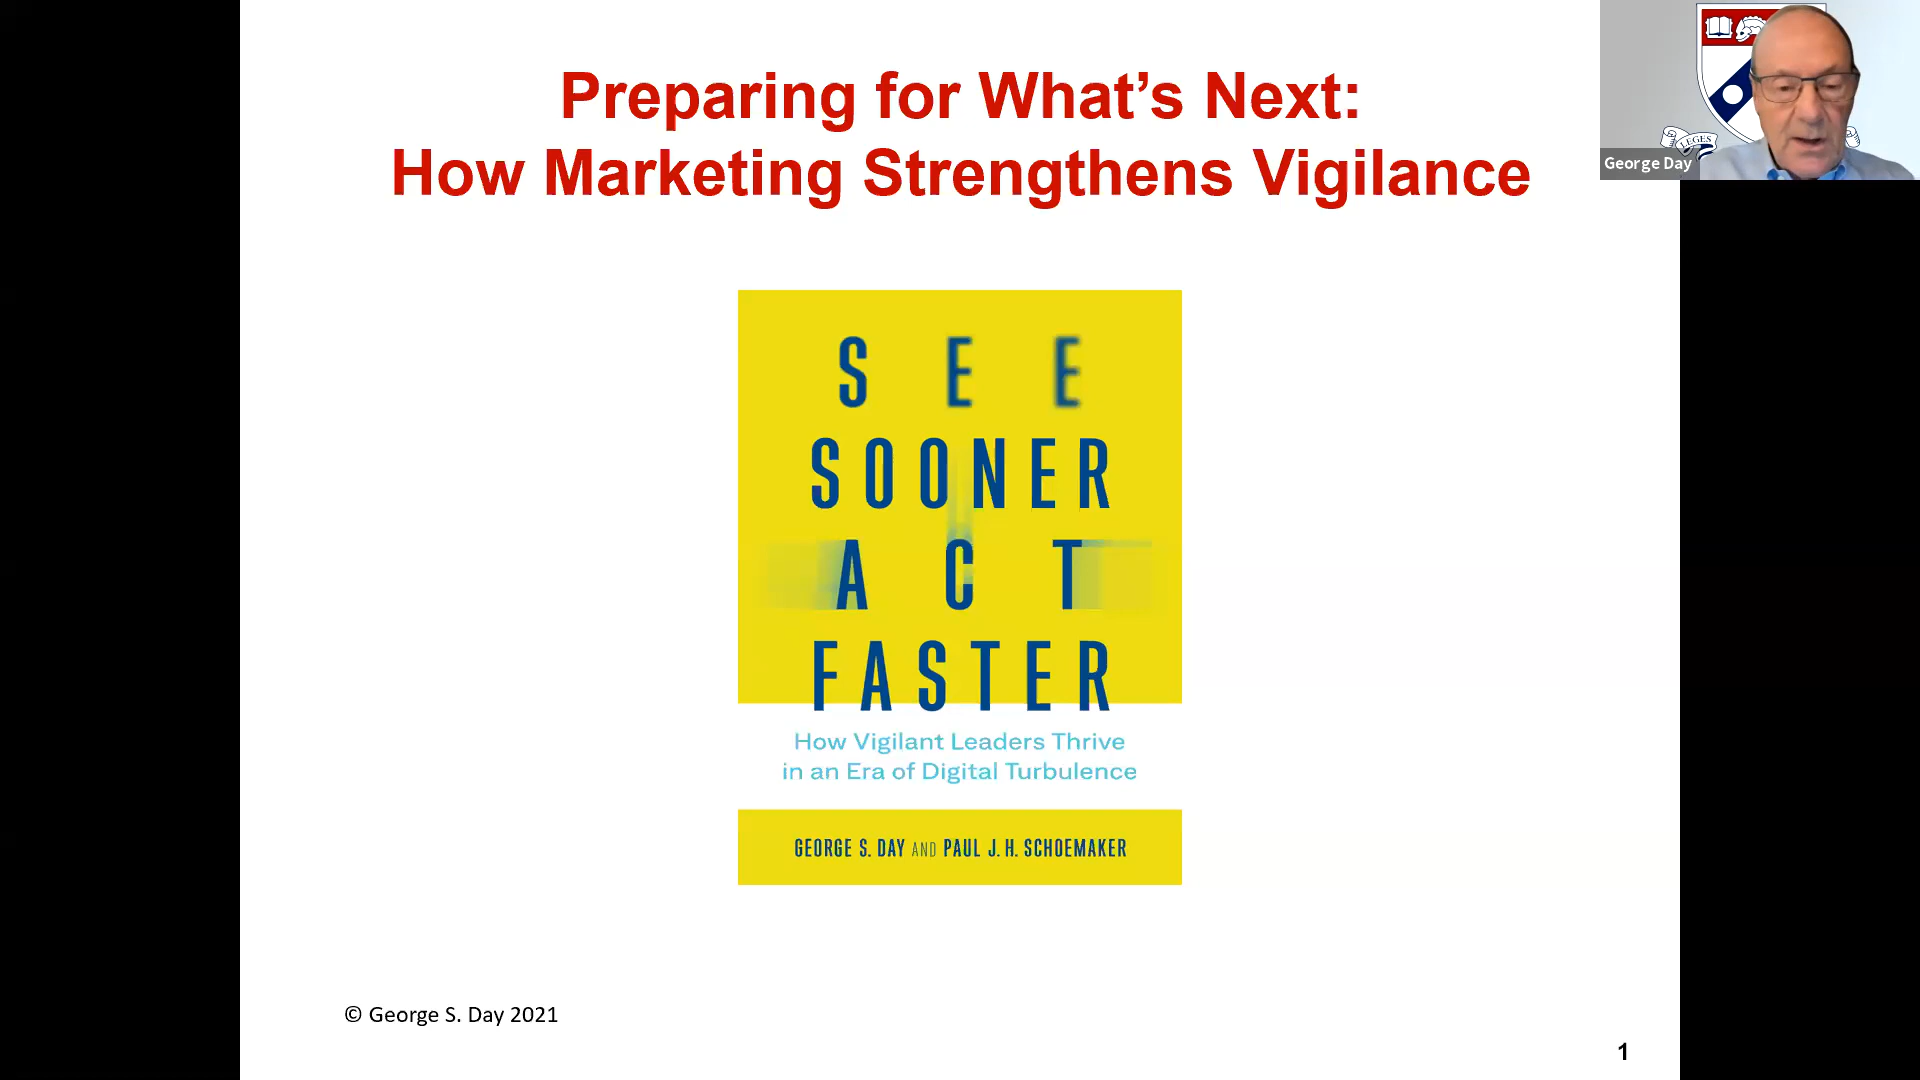 Preparing for What’s Next:
How Marketing Strengthens Vigilance
LEGES
George Day
SEE
SOONER
ACT
FASTER
How Vigilant Leaders Thrive
in an Era of Digital Turbulence
GEORGE S. DAY AND PAUL J. H. SCHOEMAKER
© George S. Day 2021
1